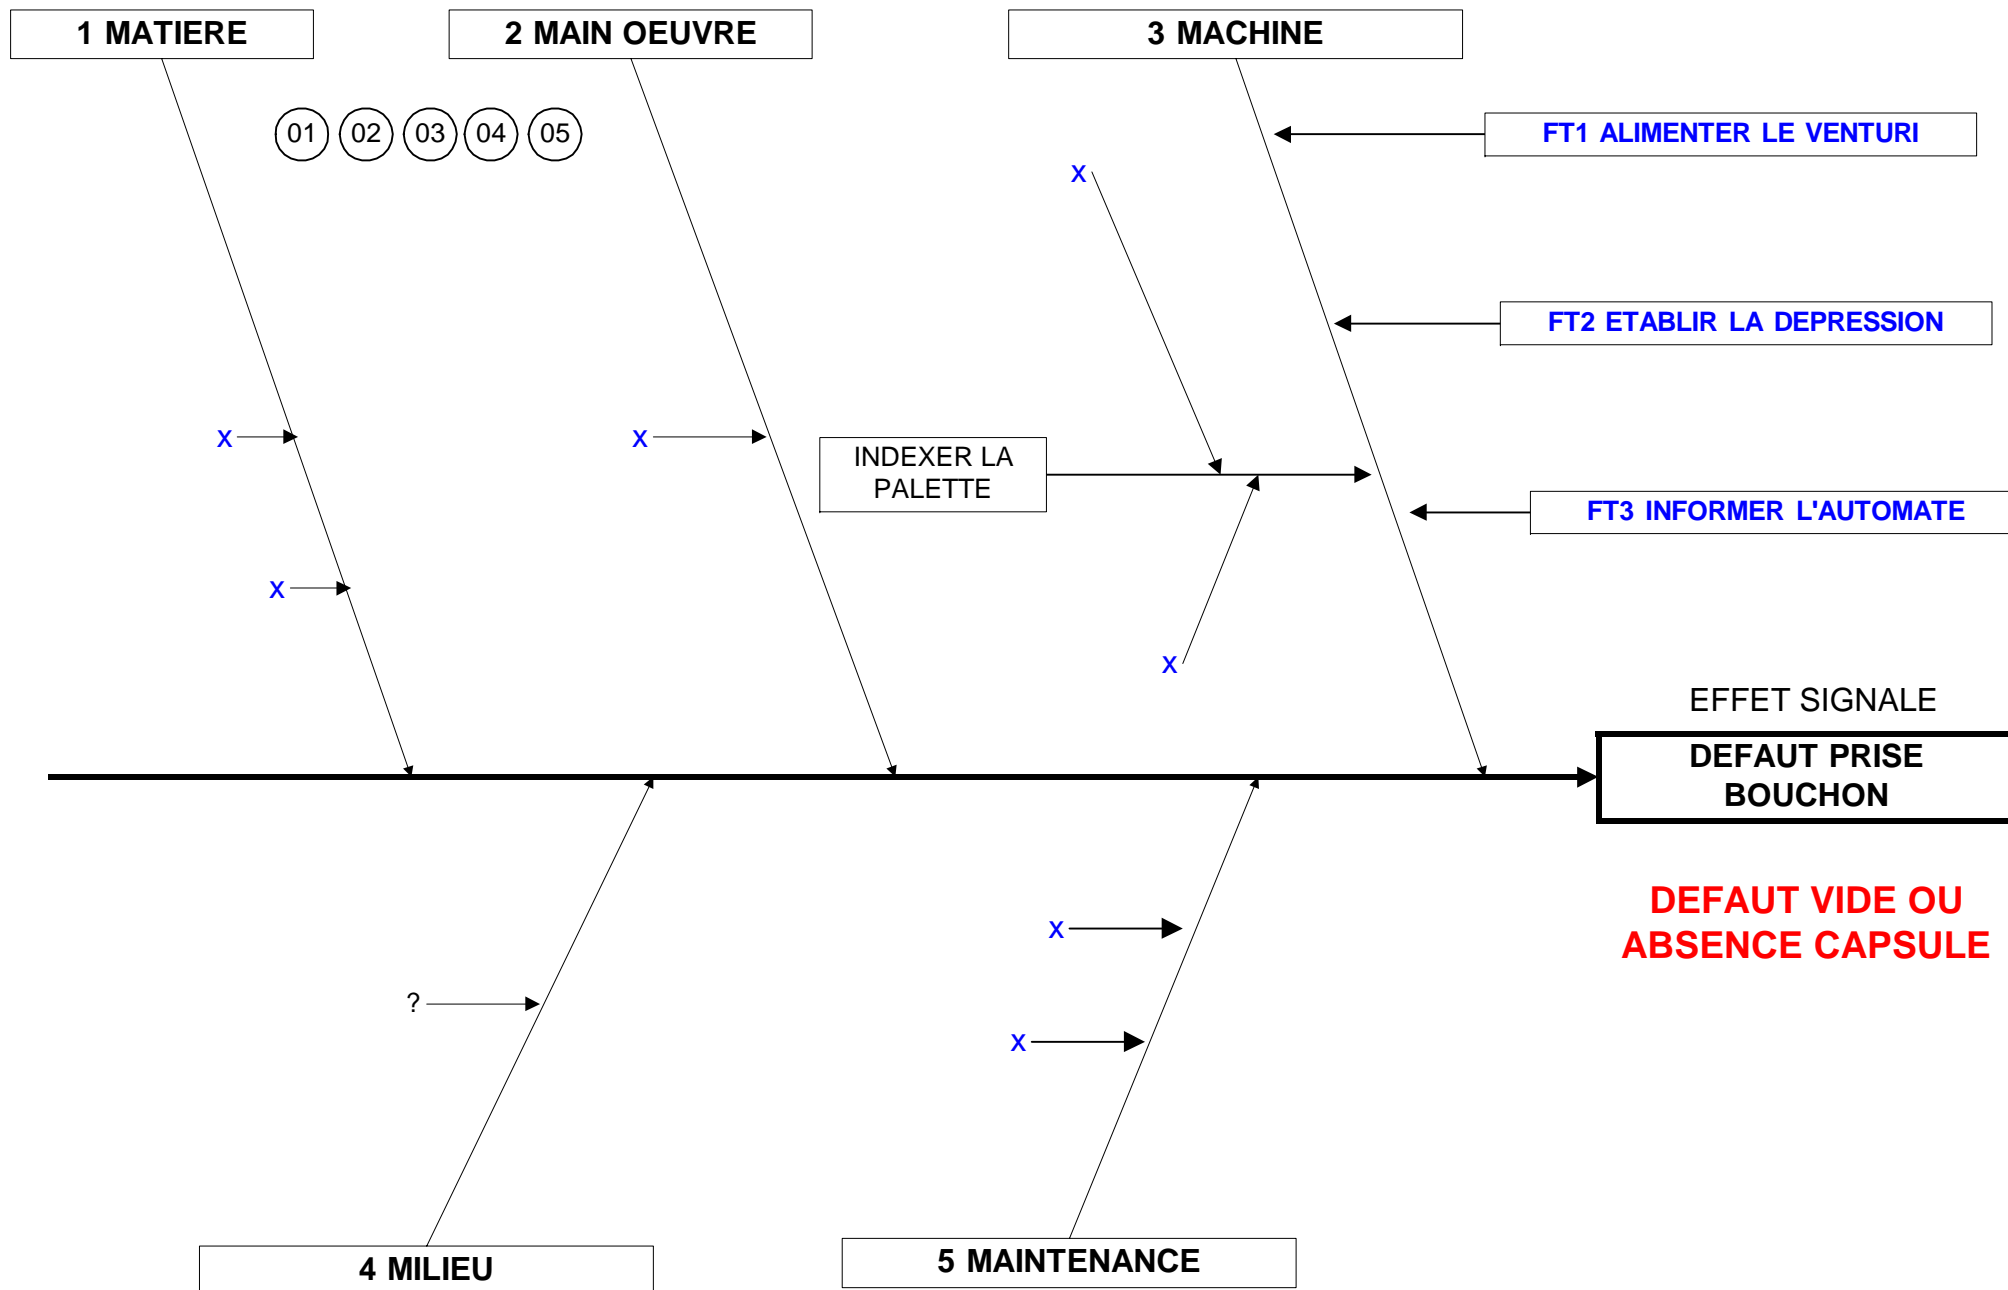 1 MATIERE
2 MAIN OEUVRE
3 MACHINE
01 02 03 04 05
FT1 ALIMENTER LE VENTURI
x
FT2 ETABLIR LA DEPRESSION
x
x
INDEXER LA
PALETTE
FT3 INFORMER L'AUTOMATE
x
x
EFFET SIGNALE
DEFAUT PRISE
BOUCHON
DEFAUT VIDE OU
ABSENCE CAPSULE
x
?
x
4 MILIEU
5 MAINTENANCE